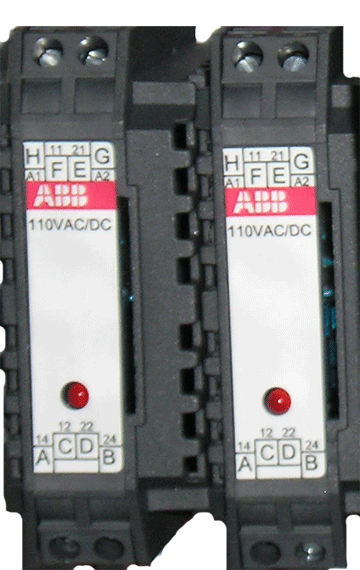 11 21
H F E G
A1 A2
ABB
110VAC/DC
12 22
14 C D 24
A B
11 21
H F E G
A1 A2
ABB
110VAC/DC
12 22
14 C D 24
A B